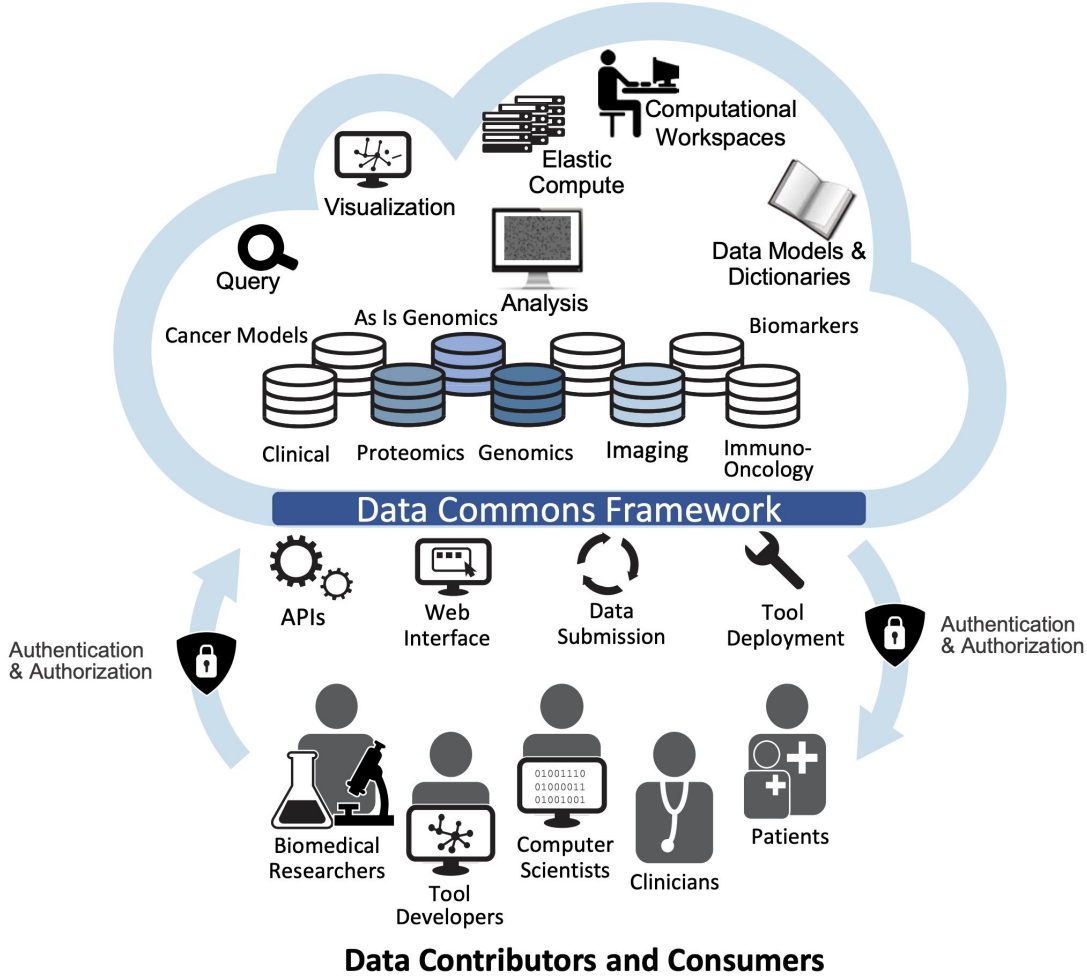 Computational
Workspaces
Elastic
Compute
Visualization
Data Models &
Dictionaries
Query
Analysis
Cancer Models
As Is Genomics
Biomarkers
Clinical
Proteomics
Genomics
Imaging
Immuno-
Oncology
Data Commons Framework
APIs
Web
Interface
Data
Submission
Tool
Deployment
Authentication
& Authorization
Authentication
& Authorization
01001110
01000011
01001001
Biomedical
Researchers
Tool
Developers
Computer
Scientists
Clinicians
Patients
Data Contributors and Consumers